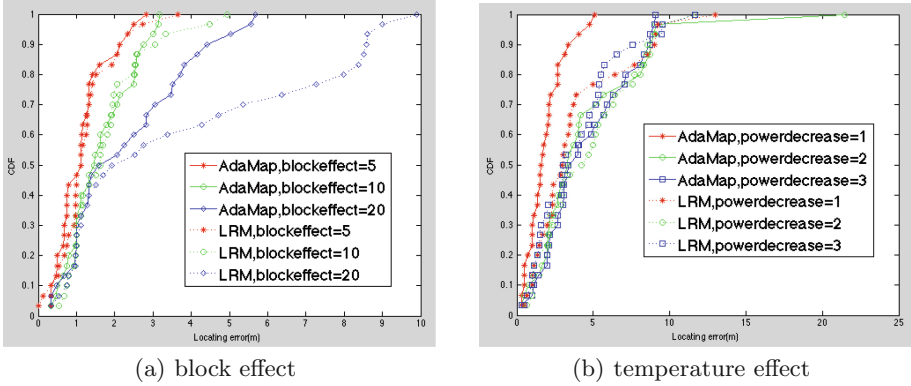 CDF
1
0.9
0.8
0.7
0.6
0.5
0.4
0.3
0.2
0.1
0
0 1 2 3 4 5 6 7 8 9 10
Locating error(m)
AdaMap,blockeffect=5
AdaMap,blockeffect=10
AdaMap,blockeffect=20
LRM,blockeffect=5
LRM,blockeffect=10
LRM,blockeffect=20
(a) block effect
CDF
1
0.9
0.8
0.7
0.6
0.5
0.4
0.3
0.2
0.1
0
0 5 10 15 20 25
Locating error(m)
AdaMap,powerdecrease=1
AdaMap,powerdecrease=2
AdaMap,powerdecrease=3
LRM,powerdecrease=1
LRM,powerdecrease=2
LRM,powerdecrease=3
(b) temperature effect